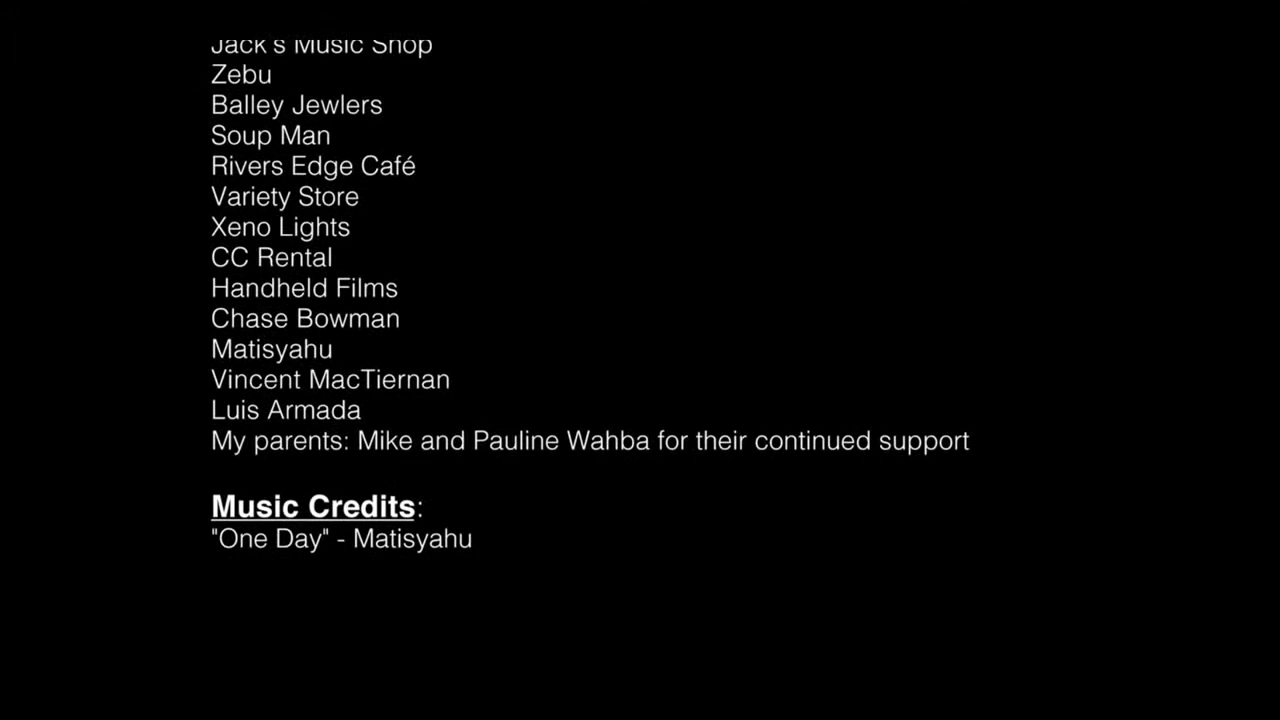 Jack's Music Shop
Zebu
Balley Jewlers
Soup Man
Rivers Edge Café
Variety Store
Xeno Lights
CC Rental
Handheld Films
Chase Bowman
Matisyahu
Vincent MacTiernan
Luis Armada
My parents: Mike and Pauline Wahba for their continued support
Music Credits:
"One Day" - Matisyahu